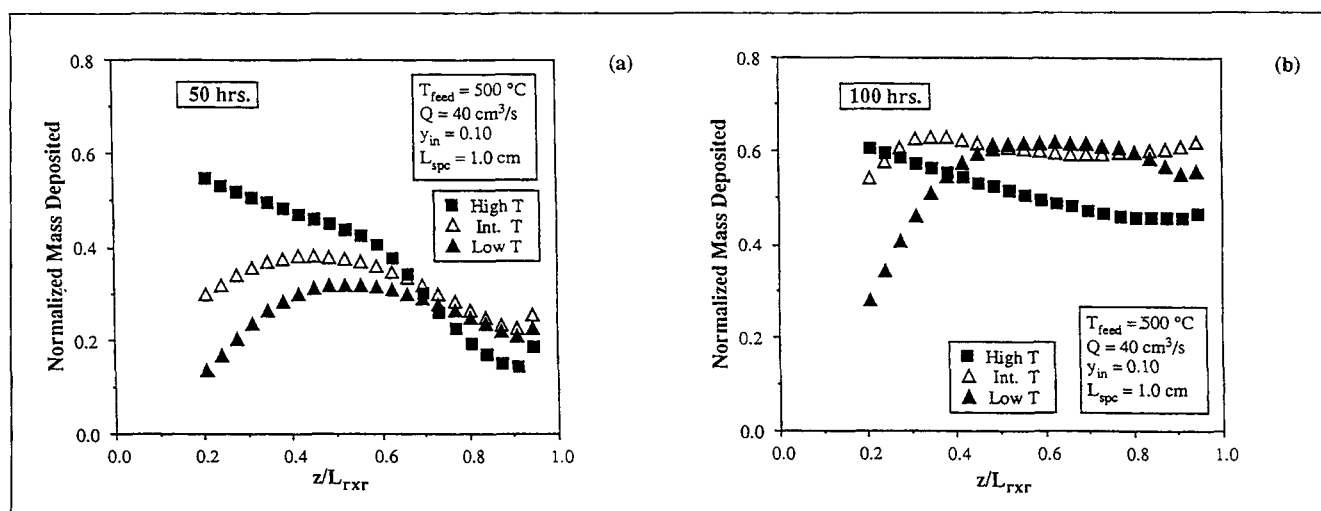 (a)
50 hrs.
T_feed = 500 °C
Q = 40 cm³/s
y_in = 0.10
L_spc = 1.0 cm
High T
Int. T
Low T
Normalized Mass Deposited
0.8
0.6
0.4
0.2
0.0
0.0 0.2 0.4 0.6 0.8 1.0
z/L_rxr
(b)
100 hrs.
High T
Int. T
Low T
T_feed = 500 °C
Q = 40 cm³/s
y_in = 0.10
L_spc = 1.0 cm
Normalized Mass Deposited
0.8
0.6
0.4
0.2
0.0
0.0 0.2 0.4 0.6 0.8 1.0
z/L_rxr